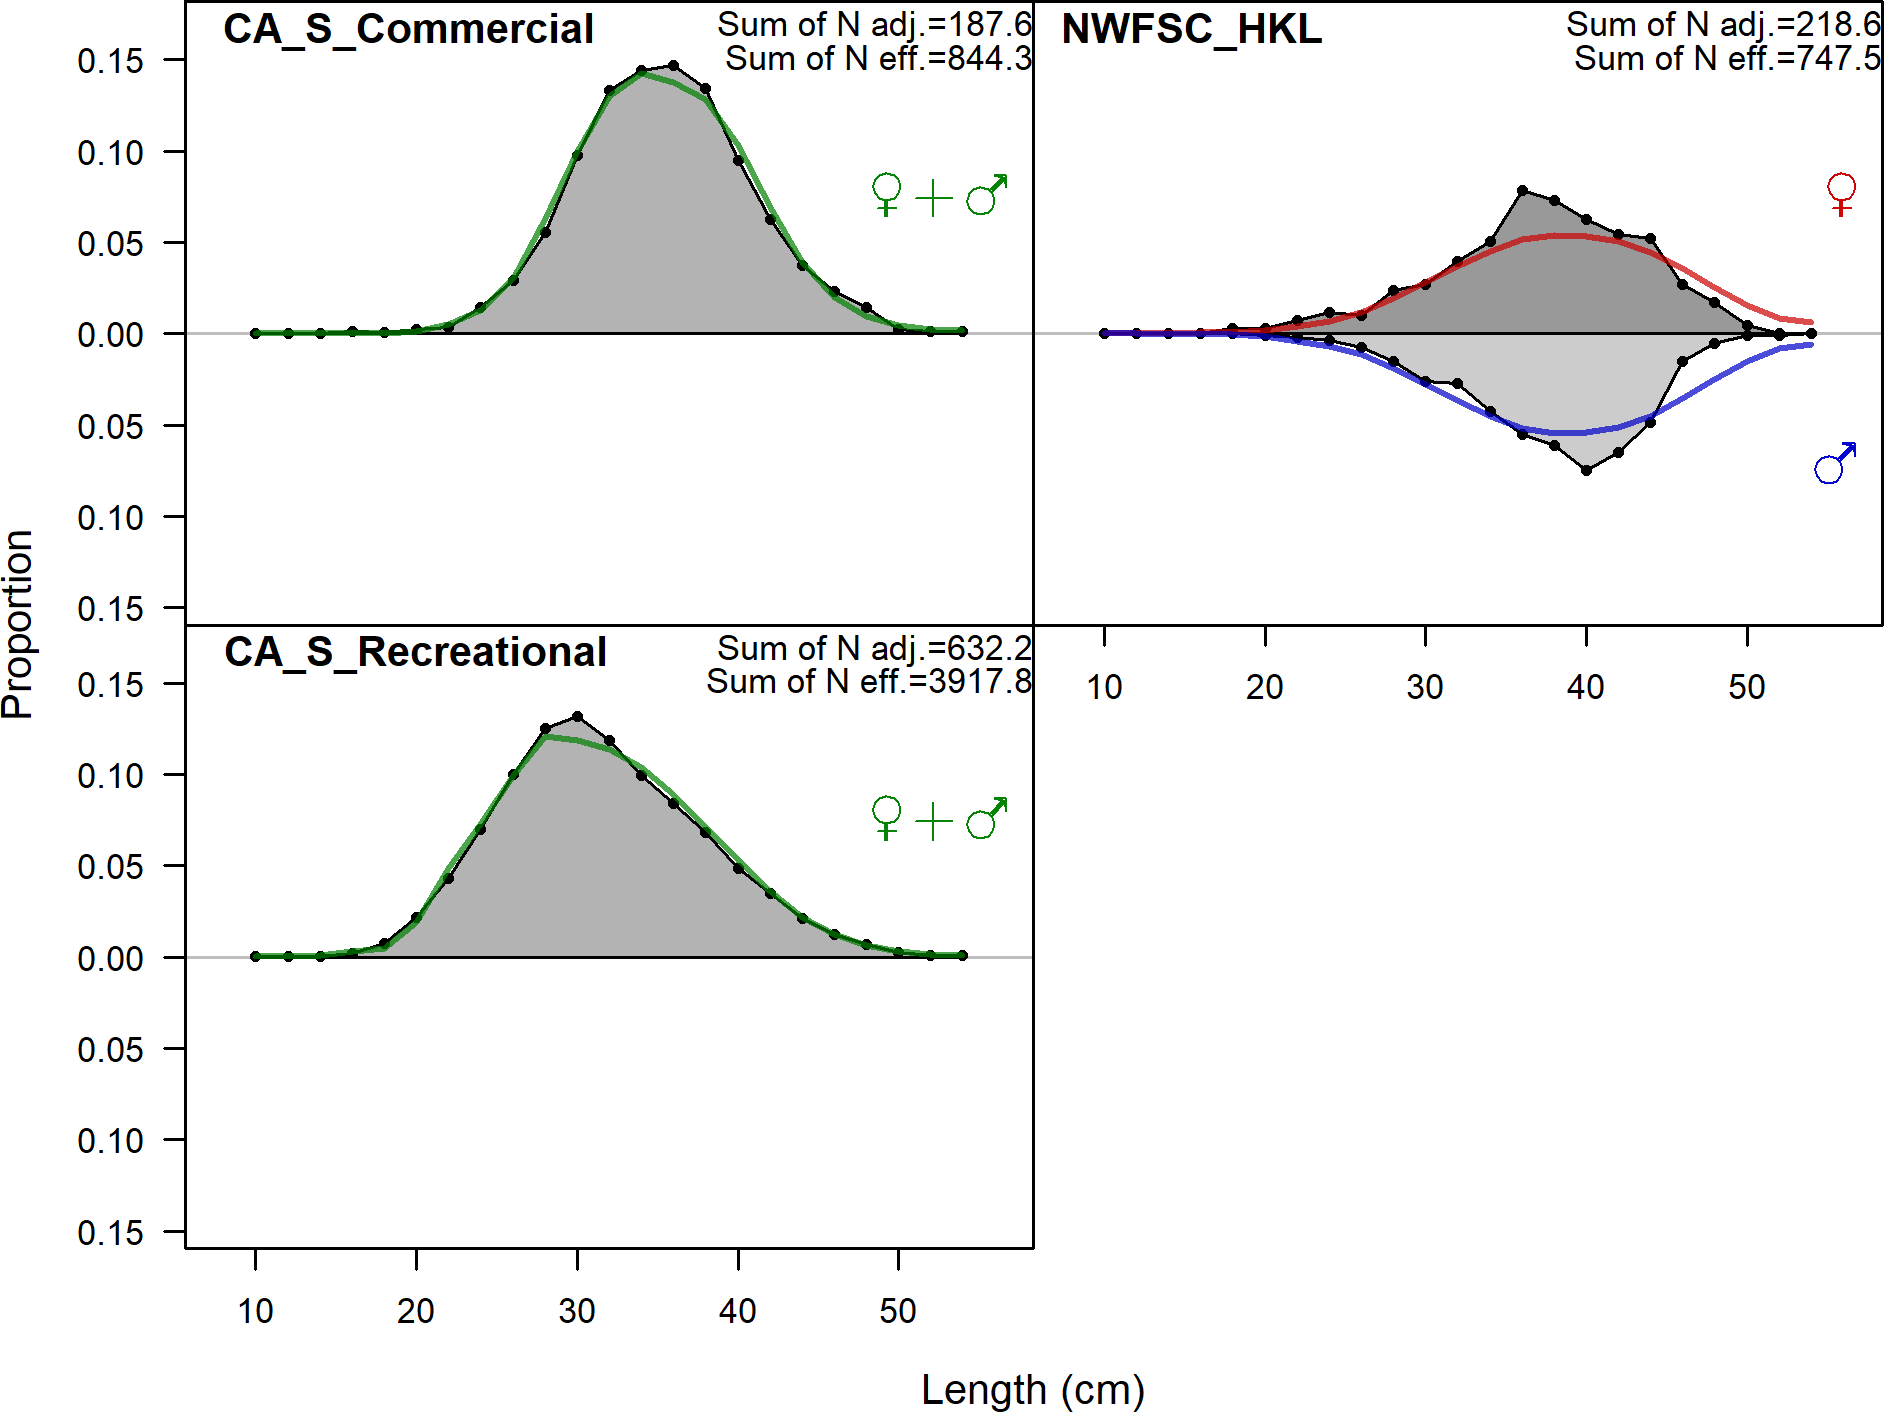 CA_S_Commercial
Sum of N adj.=187.6
Sum of N eff.=844.3
NWFSC_HKL
Sum of N adj.=218.6
Sum of N eff.=747.5
0.15
0.10
0.05
0.00
0.05
0.10
0.15
♀+♂
♀
♂
10 20 30 40 50
CA_S_Recreational
Sum of N adj.=632.2
Sum of N eff.=3917.8
0.15
0.10
0.05
0.00
0.05
0.10
0.15
♀+♂
10 20 30 40 50
Proportion
Length (cm)